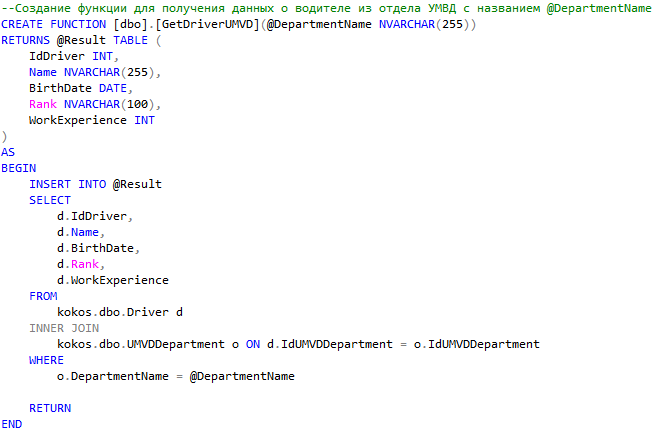 --Создание функции для получения данных о водителе из отдела УМВД с названием @DepartmentName
CREATE FUNCTION [dbo].[GetDriverUMVD](@DepartmentName NVARCHAR(255))
RETURNS @Result TABLE (
    IdDriver INT,
    Name NVARCHAR(255),
    BirthDate DATE,
    Rank NVARCHAR(100),
    WorkExperience INT
)
AS
BEGIN
    INSERT INTO @Result
    SELECT
        d.IdDriver,
        d.Name,
        d.BirthDate,
        d.Rank,
        d.WorkExperience
    FROM
        kokos.dbo.Driver d
    INNER JOIN
        kokos.dbo.UMVDDepartment o ON d.IdUMVDDepartment = o.IdUMVDDepartment
    WHERE
        o.DepartmentName = @DepartmentName

    RETURN
END